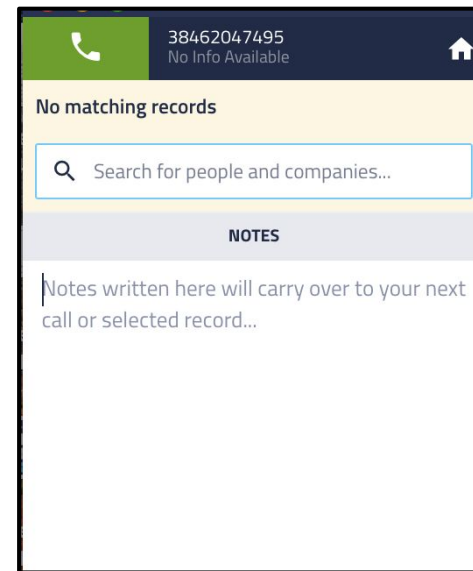 38462047495
No Info Available
No matching records
Search for people and companies...
NOTES
Notes written here will carry over to your next
call or selected record...